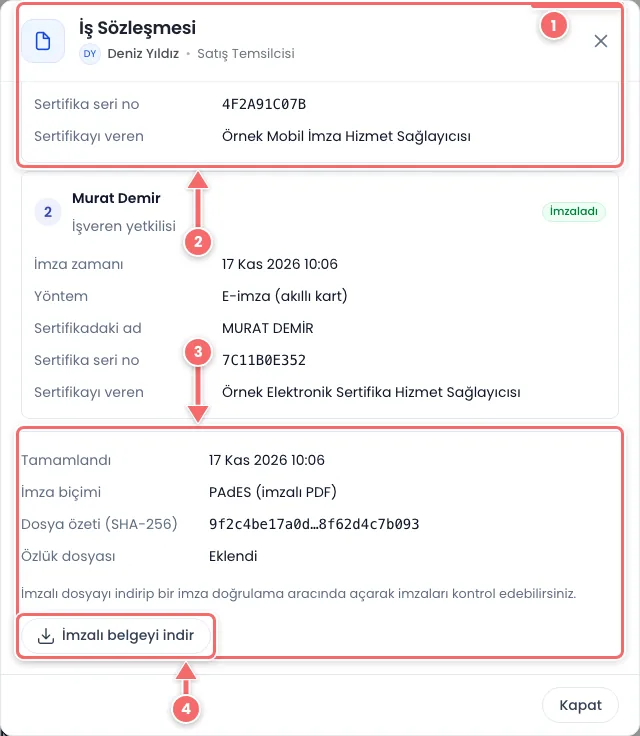 İş Sözleşmesi
1
DY Deniz Yıldız • Satış Temsilcisi
Sertifika seri no 4F2A91C07B
Sertifikayı veren Örnek Mobil İmza Hizmet Sağlayıcısı
2 Murat Demir
İşveren yetkilisi
İmzaladı
2
İmza zamanı 17 Kas 2026 10:06
Yöntem E-imza (akıllı kart)
Sertifikadaki ad MURAT DEMİR
3
Sertifika seri no 7C11B0E352
Sertifikayı veren Örnek Elektronik Sertifika Hizmet Sağlayıcısı
Tamamlandı 17 Kas 2026 10:06
İmza biçimi PAdES (imzalı PDF)
Dosya özeti (SHA-256) 9f2c4be17a0d…8f62d4c7b093
Özlük dosyası Eklendi
İmzalı dosyayı indirip bir imza doğrulama aracında açarak imzaları kontrol edebilirsiniz.
İmzalı belgeyi indir
4
Kapat